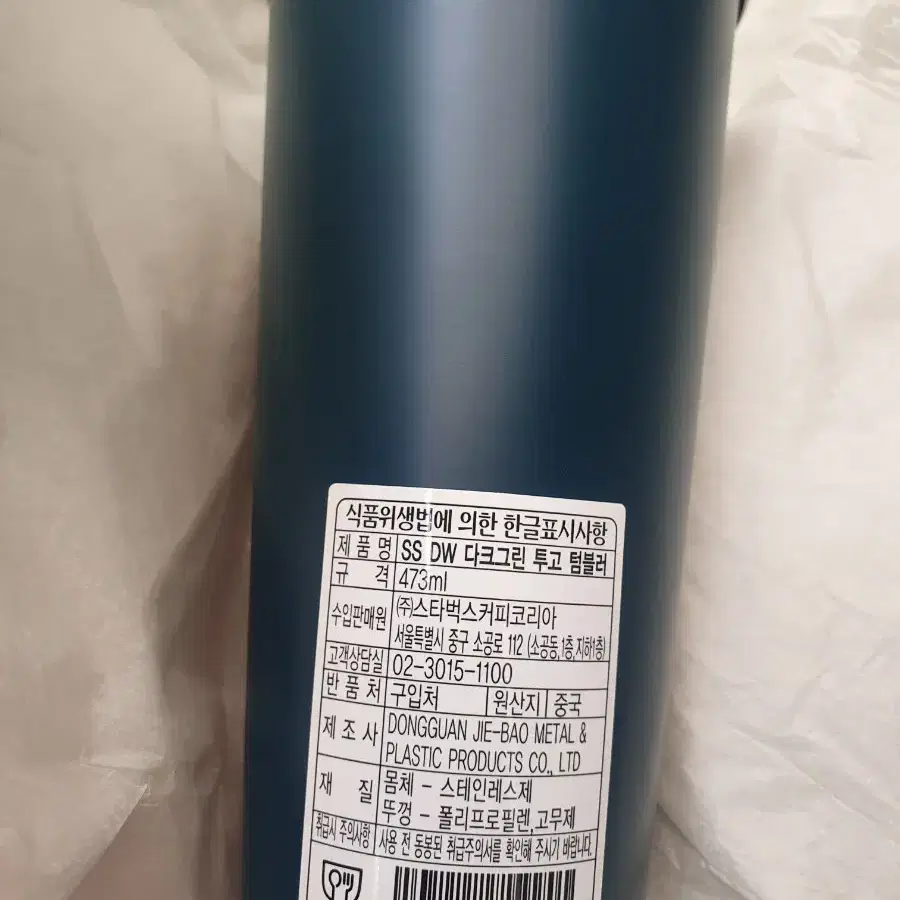 식품위생법에 의한 한글표시사항
제 품 명 SS DW 다크그린 투고 텀블러
규 격 473ml
수입판매원 (주)스타벅스커피코리아
서울특별시 중구 소공로 112 (소공동,1층,지하1층)
고객상담실 02-3015-1100
반 품 처 구입처 원산지 중국
제 조 사 DONGGUAN JIE-BAO METAL &
PLASTIC PRODUCTS CO., LTD
재 질 몸체 - 스테인레스제
뚜껑 - 폴리프로필렌,고무제
취급시 주의사항 사용 전 동봉된 취급주의서를 확인해 주시기 바랍니다.